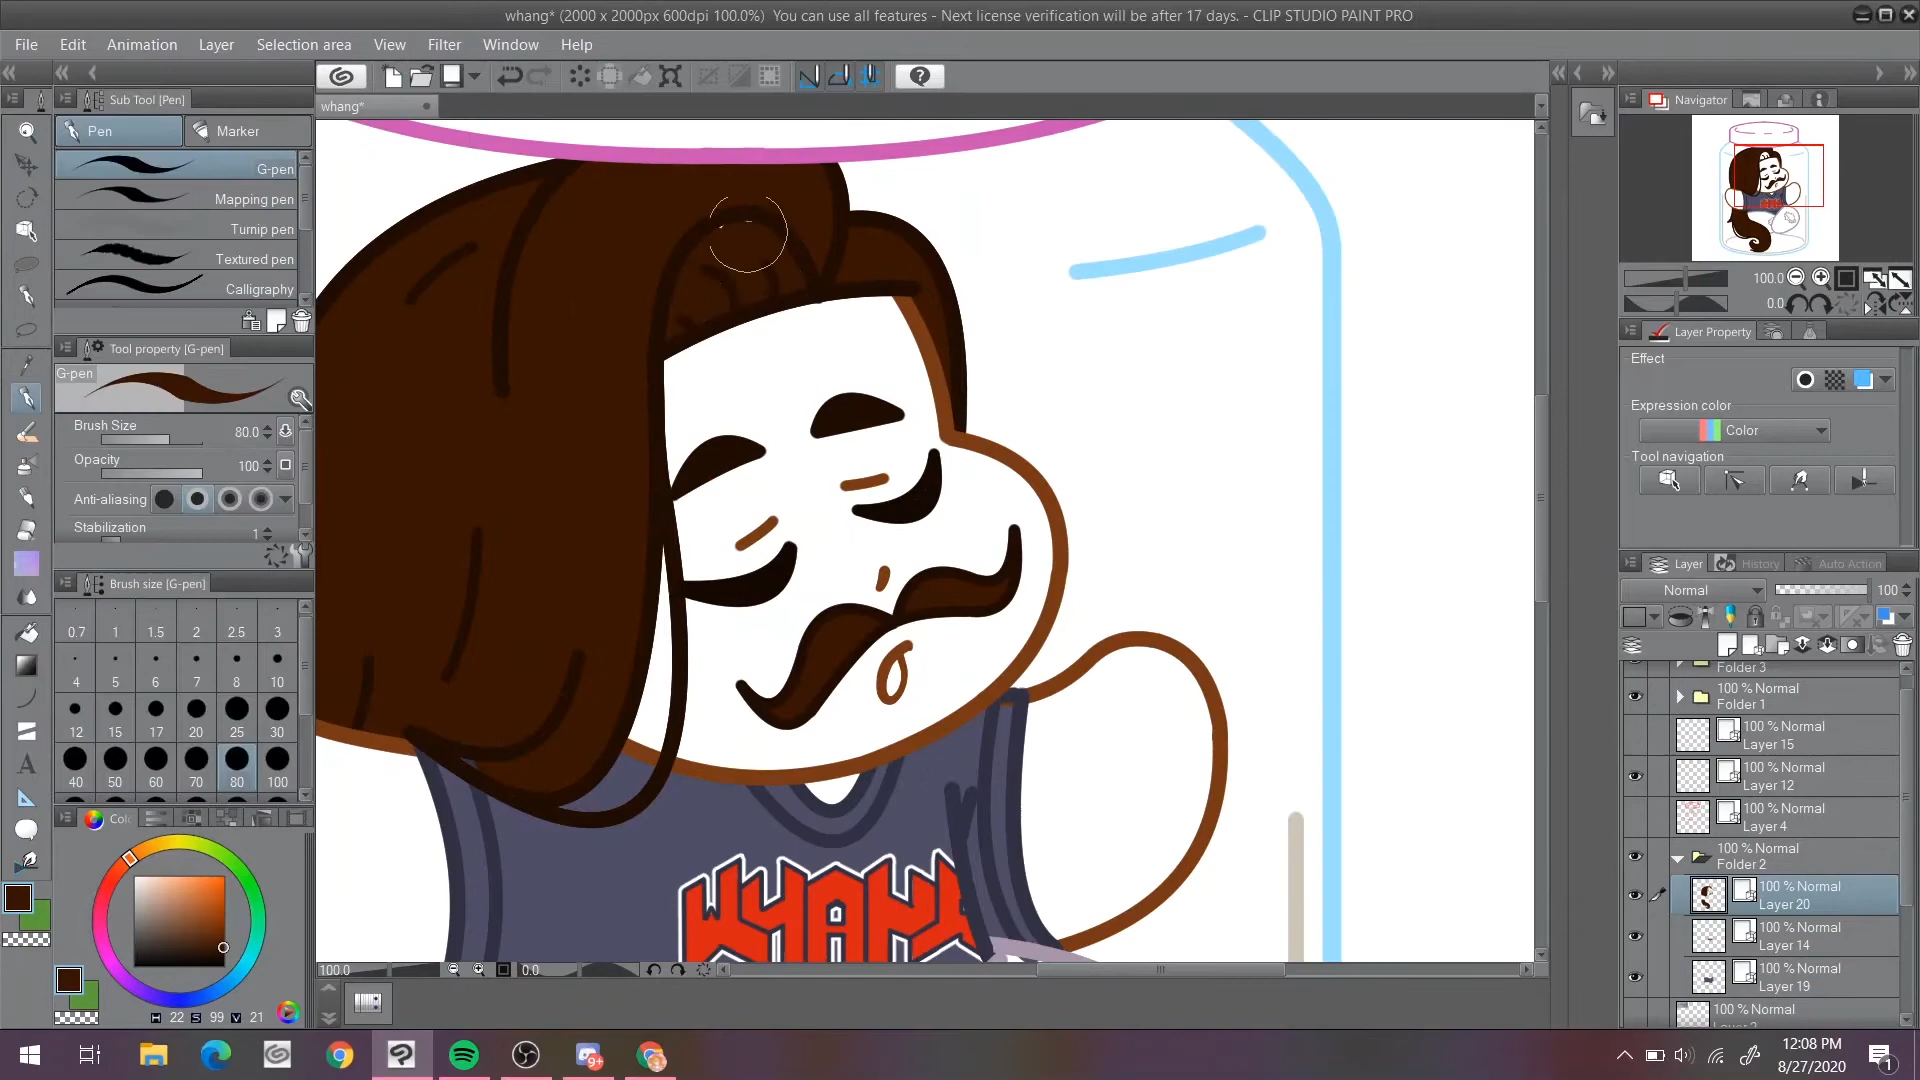 whang* (2000 x 2000px 600dpi 100.0%)  You can use all features - Next license verification will be after 17 days. - CLIP STUDIO PAINT PRO
File Edit Animation Layer Selection area View Filter Window Help
Sub Tool [Pen]
whang*
Navigator
Pen Marker
G-pen
Mapping pen
Turnip pen
Textured pen
Calligraphy
100.0
0.0
Layer Property
Tool property [G-pen]
G-pen
Effect
Expression color
Color
Tool navigation
Brush Size 80.0
Opacity 100
Anti-aliasing
Stabilization 1
Layer History Auto Action
Brush size [G-pen]
Normal 100
0.7 1 1.5 2 2.5 3
4 5 6 7 8 10
12 15 17 20 25 30
40 50 60 70 80 100
Folder 3
100 % Normal
Folder 1
100 % Normal
Layer 15
100 % Normal
Layer 12
100 % Normal
Layer 4
100 % Normal
Folder 2
100 % Normal
Layer 20
100 % Normal
Layer 14
100 % Normal
Layer 19
100 % Normal
WHANG
100.0 0.0
H 22 S 99 V 21
9+
12:08 PM
8/27/2020
1